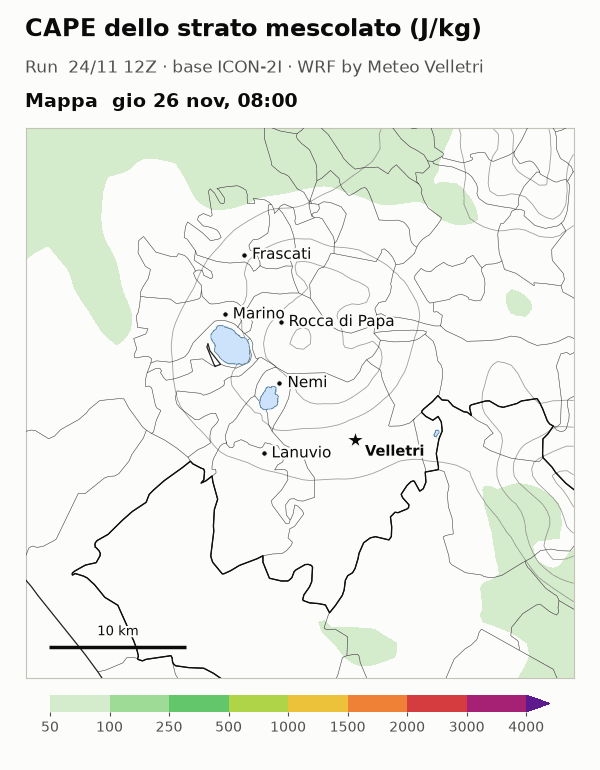 CAPE dello strato mescolato (J/kg)
Run  24/11 12Z · base ICON-2I · WRF by Meteo Velletri
Mappa  gio 26 nov, 08:00
Frascati
Marino
Rocca di Papa
Nemi
Velletri
Lanuvio
10 km
50 100 250 500 1000 1500 2000 3000 4000